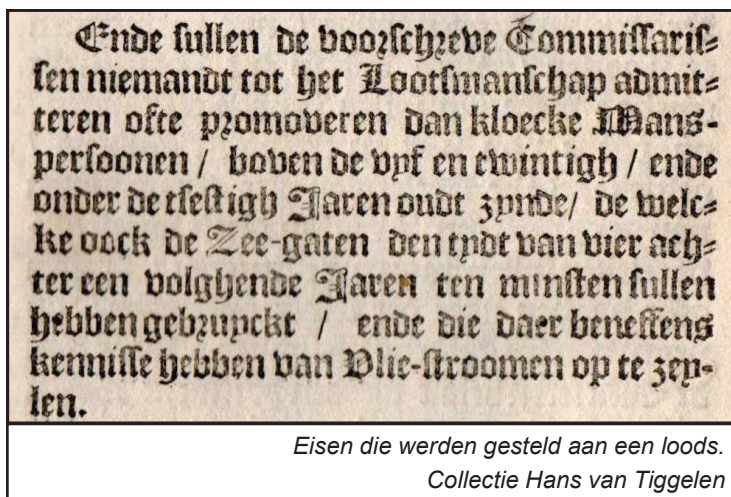 Ende sullen de voorschreve Commissaris-
sen niemandt tot het Lootsmanschap admit-
teren ofte promoveren dan kloecke Mans-
persoonen / boven de vyf en twintigh / ende
onder de tsestigh Jaren oudt zynde / de welc-
ke oock de Zee-gaten den tydt van vier ach-
ter een volghende Jaren ten minsten sullen
hebben gebruyckt / ende die daer beneffens
kennisse hebben van Vlie-stroomen op te zey-
len.
Eisen die werden gesteld aan een loods.
Collectie Hans van Tiggelen